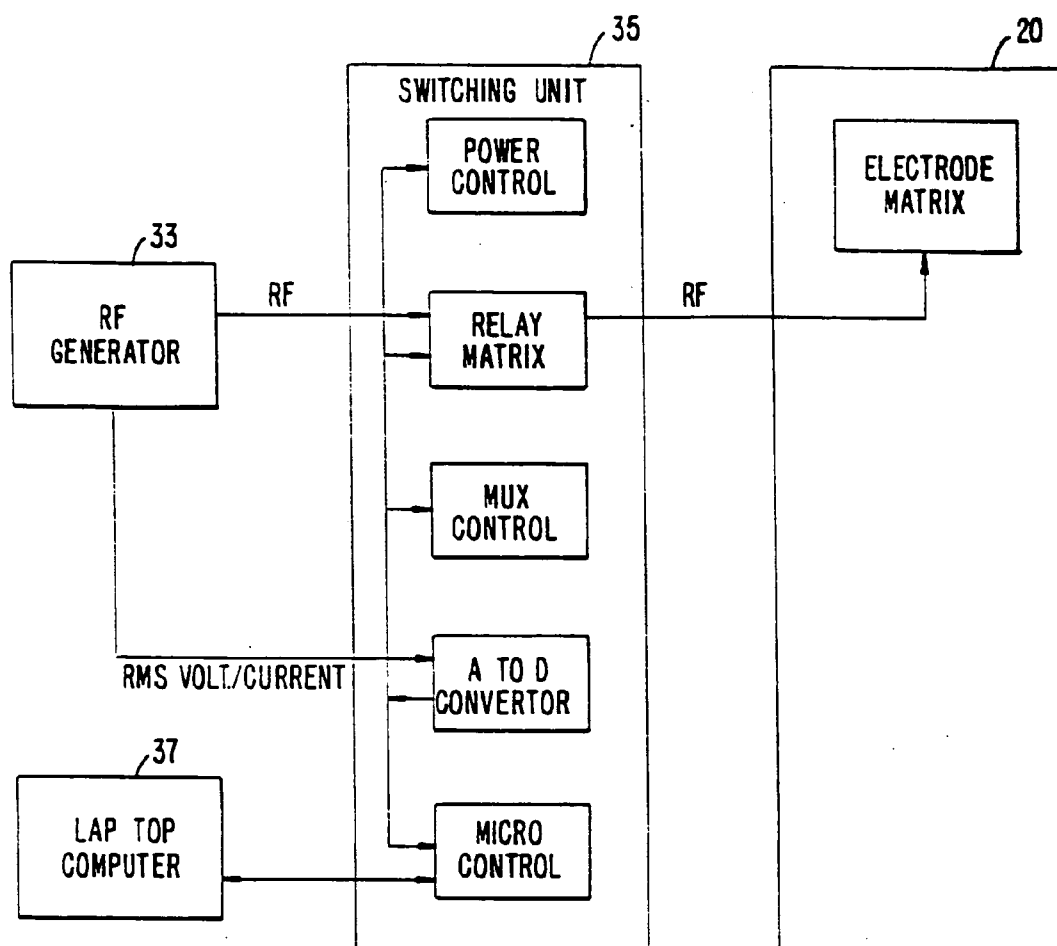 35
20
SWITCHING UNIT
POWER
CONTROL
ELECTRODE
MATRIX
33
RF
GENERATOR
RF
RELAY
MATRIX
RF
MUX
CONTROL
RMS VOLT./CURRENT
A TO D
CONVERTOR
37
LAP TOP
COMPUTER
MICRO
CONTROL